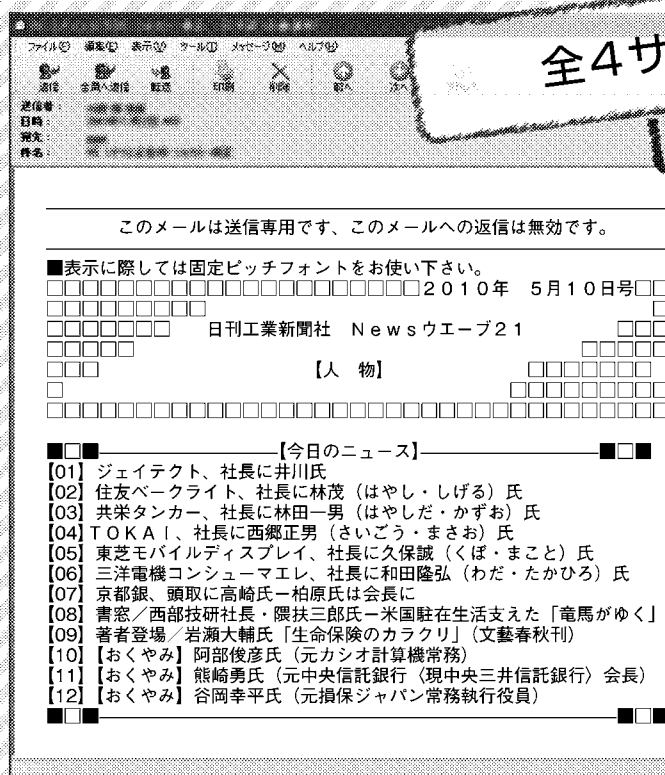 全4サ
ファイル(F) 編集(E) 表示(V) ツール(T) メッセージ(M) ヘルプ(H)
返信 全員へ返信 転送 印刷 削除 前へ 次へ
送信者：
日時：
宛先：
件名：
このメールは送信専用です、このメールへの返信は無効です。
■表示に際しては固定ピッチフォントをお使い下さい。
□□□□□□□□□□□□□□□□□□□□□2010年　5月10日号□□
□□□□□□□□□ □
□□□□□□□ 日刊工業新聞社　Newsウエーブ21 □□□
□□□□□ □□□□□
□□□ 【人　物】 □□□□□□□
□ □□□□□□□□□
□□□□□□□□□□□□□□□□□□□□□□□□□□□□□□□□□□□
■□■――――――――――【今日のニュース】――――――――――■□■
【01】ジェイテクト、社長に井川氏
【02】住友ベークライト、社長に林茂（はやし・しげる）氏
【03】共栄タンカー、社長に林田一男（はやしだ・かずお）氏
【04】ＴＯＫＡＩ、社長に西郷正男（さいごう・まさお）氏
【05】東芝モバイルディスプレイ、社長に久保誠（くぼ・まこと）氏
【06】三洋電機コンシューマエレ、社長に和田隆弘（わだ・たかひろ）氏
【07】京都銀、頭取に高崎氏ー柏原氏は会長に
【08】書窓／西部技研社長・隈扶三郎氏ー米国駐在生活支えた「竜馬がゆく」
【09】著者登場／岩瀬大輔氏「生命保険のカラクリ」（文藝春秋刊）
【10】【おくやみ】阿部俊彦氏（元カシオ計算機常務）
【11】【おくやみ】熊崎勇氏（元中央信託銀行〈現中央三井信託銀行〉会長）
【12】【おくやみ】谷岡幸平氏（元損保ジャパン常務執行役員）
■□■―――――――――――――――――――――――――――――■□■